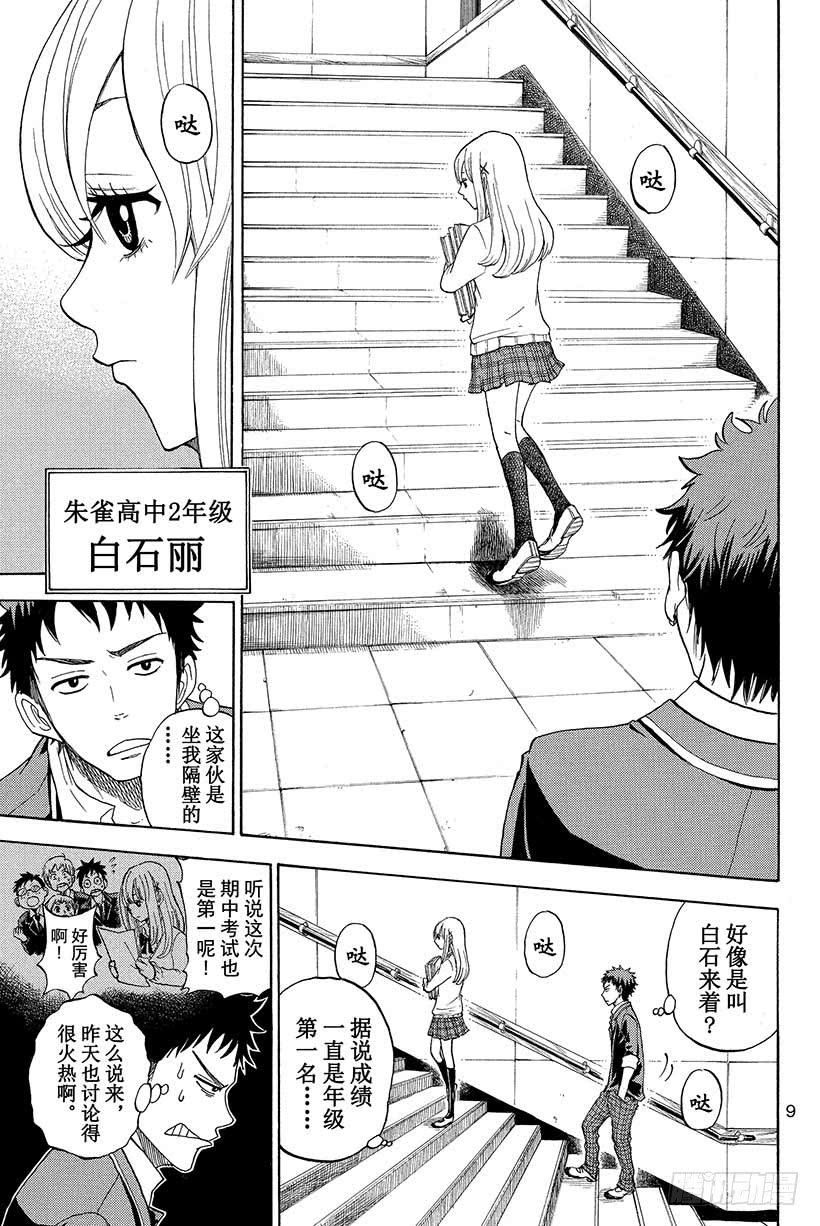 哒
哒
哒
朱雀高中2年级
白石丽
这家伙是
坐我隔壁的
……
好像是叫
白石来着？
哒
哒
哒
据说成绩
一直是年级
第一名……
听说这次
期中考试也
是第一呢！
好厉害
啊！
这么说来，
昨天也讨论得
很火热啊。
9
腾讯动漫